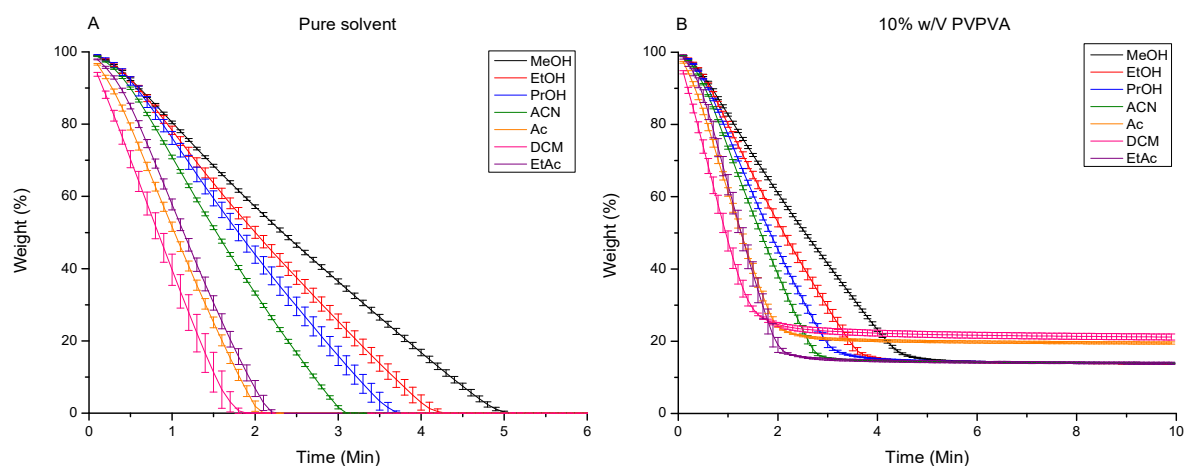 A
Pure solvent
MeOH
EtOH
PrOH
ACN
Ac
DCM
EtAc
Weight (%)
100
80
60
40
20
0
0 1 2 3 4 5 6
Time (Min)
B
10% w/V PVPVA
MeOH
EtOH
PrOH
ACN
Ac
DCM
EtAc
Weight (%)
100
80
60
40
20
0
0 2 4 6 8 10
Time (Min)